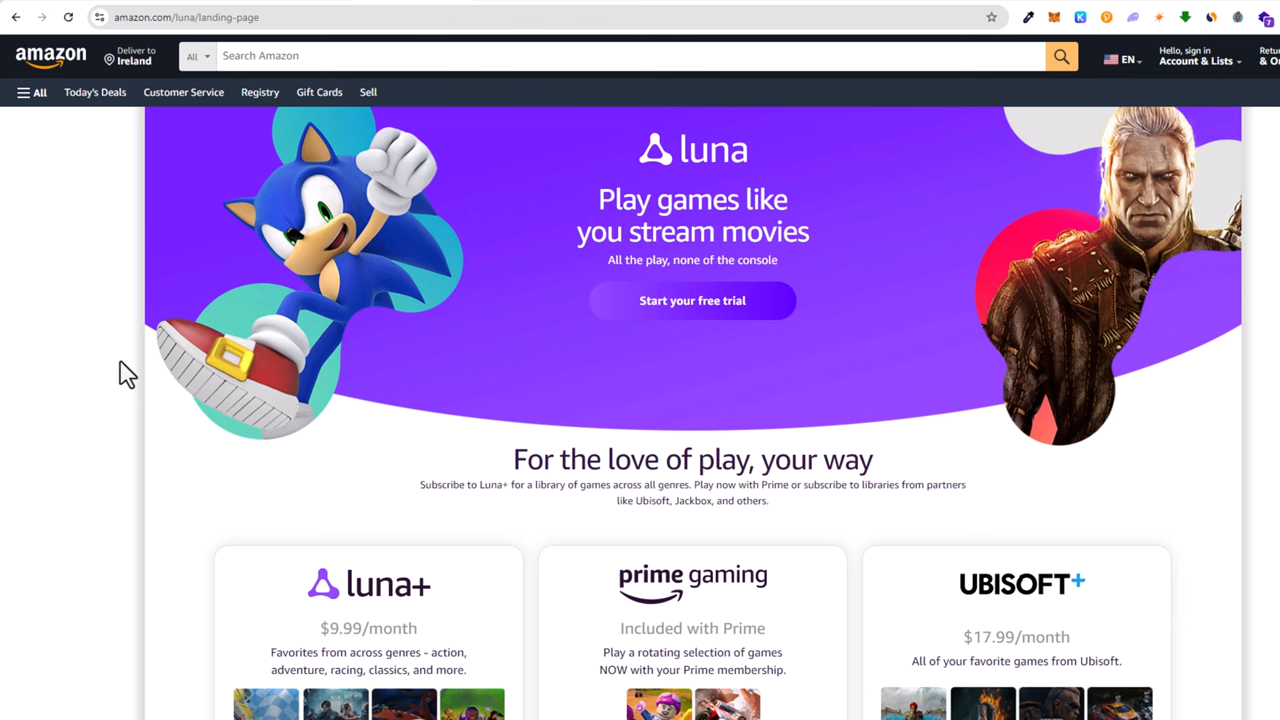 amazon.com/luna/landing-page
7
amazon
Deliver to
Ireland
All
Search Amazon
EN
Hello, sign in
Account & Lists
Retu
& Or
All
Today's Deals
Customer Service
Registry
Gift Cards
Sell
luna
Play games like
you stream movies
All the play, none of the console
Start your free trial
For the love of play, your way
Subscribe to Luna+ for a library of games across all genres. Play now with Prime or subscribe to libraries from partners
like Ubisoft, Jackbox, and others.
luna+
$9.99/month
Favorites from across genres - action,
adventure, racing, classics, and more.
prime gaming
Included with Prime
Play a rotating selection of games
NOW with your Prime membership.
UBISOFT+
$17.99/month
All of your favorite games from Ubisoft.